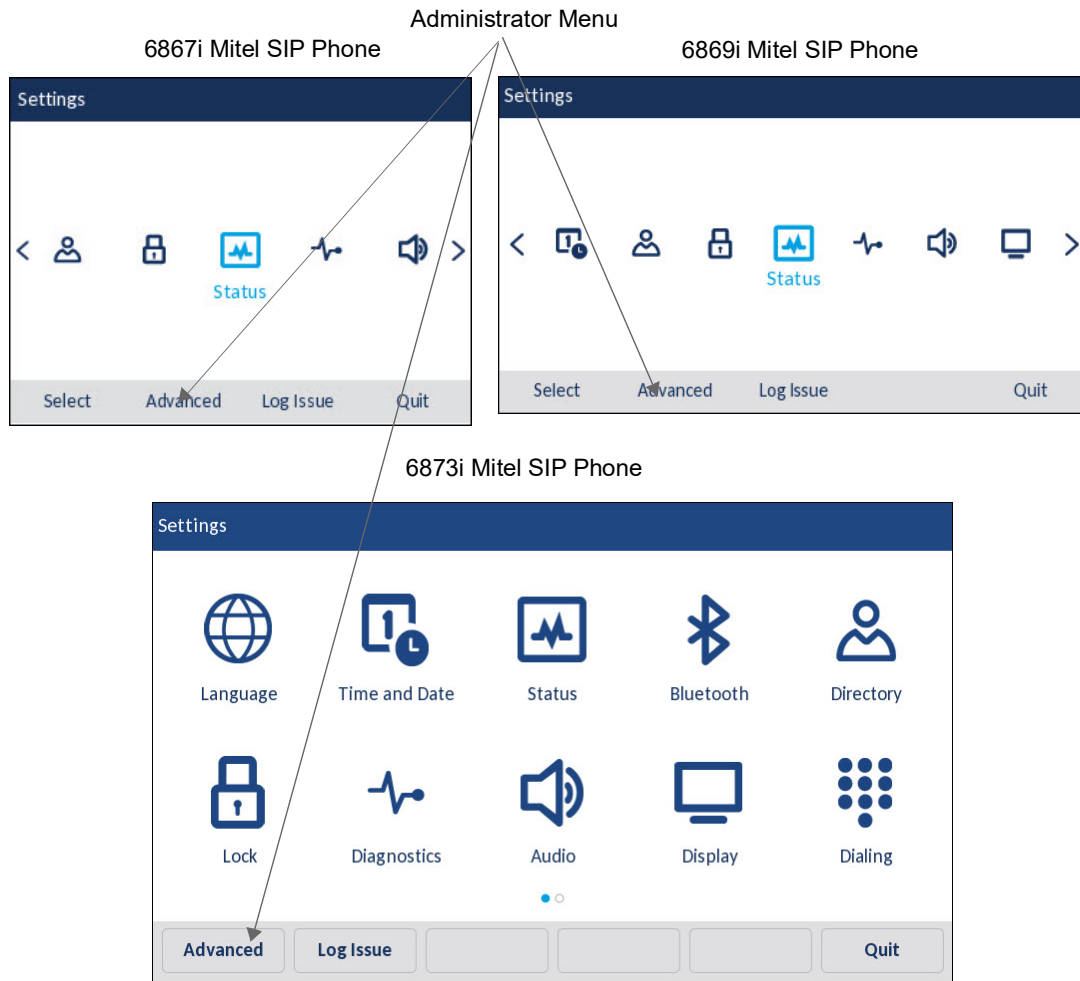 Administrator Menu
6867i Mitel SIP Phone
6869i Mitel SIP Phone
Settings
Status
Select Advanced Log Issue Quit
Settings
1
Status
Select Advanced Log Issue Quit
6873i Mitel SIP Phone
Settings
1
Language Time and Date Status Bluetooth Directory
Lock Diagnostics Audio Display Dialing
Advanced Log Issue Quit